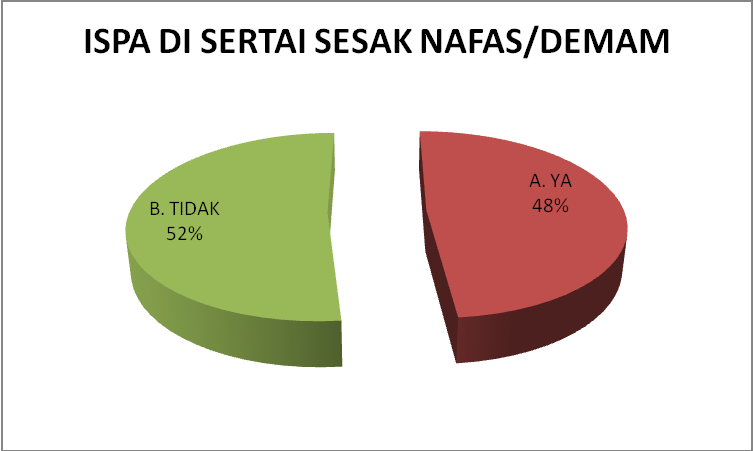 ISPA DI SERTAI SESAK NAFAS/DEMAM
A. YA
48%
B. TIDAK
52%